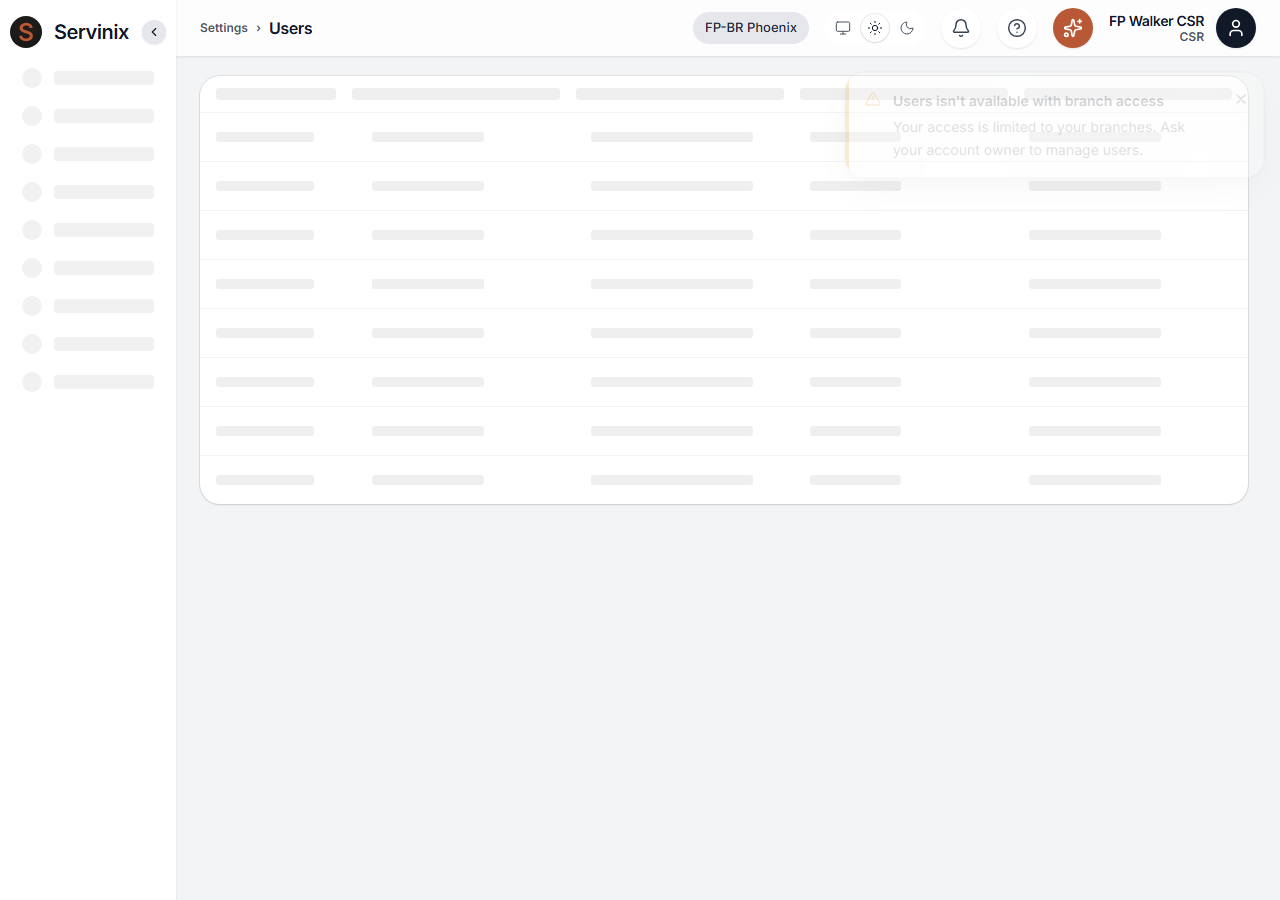 S Servinix
Settings › Users
FP-BR Phoenix
FP Walker CSR
CSR
Users isn't available with branch access
Your access is limited to your branches. Ask
your account owner to manage users.